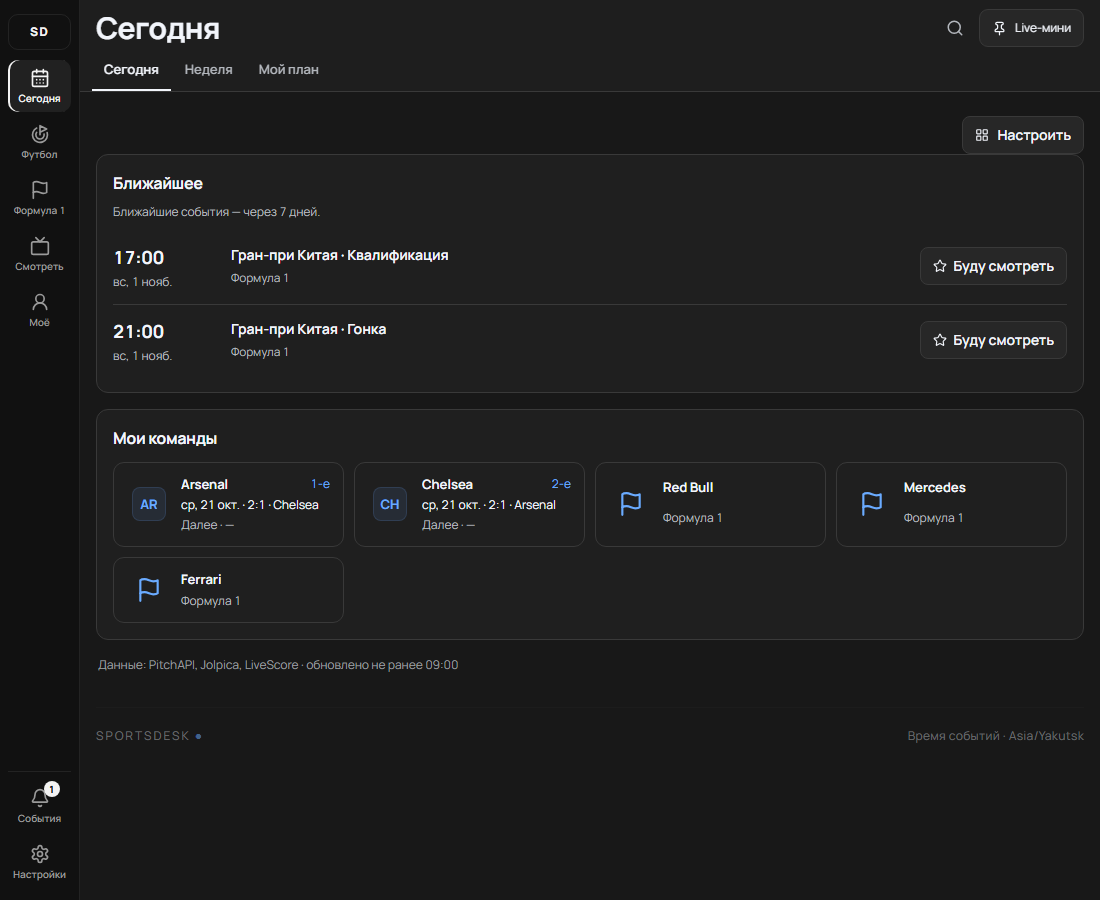 SD
Сегодня
Футбол
Формула 1
Смотреть
Моё
1
События
Настройки
Сегодня
Live-мини
Сегодня Неделя Мой план
Настроить
Ближайшее
Ближайшие события — через 7 дней.
17:00
вс, 1 нояб.
Гран-при Китая · Квалификация
Формула 1
Буду смотреть
21:00
вс, 1 нояб.
Гран-при Китая · Гонка
Формула 1
Буду смотреть
Мои команды
AR
Arsenal 1-е
ср, 21 окт. · 2:1 · Chelsea
Далее · —
CH
Chelsea 2-е
ср, 21 окт. · 2:1 · Arsenal
Далее · —
Red Bull
Формула 1
Mercedes
Формула 1
Ferrari
Формула 1
Данные: PitchAPI, Jolpica, LiveScore · обновлено не ранее 09:00
SPORTSDESK
Время событий · Asia/Yakutsk